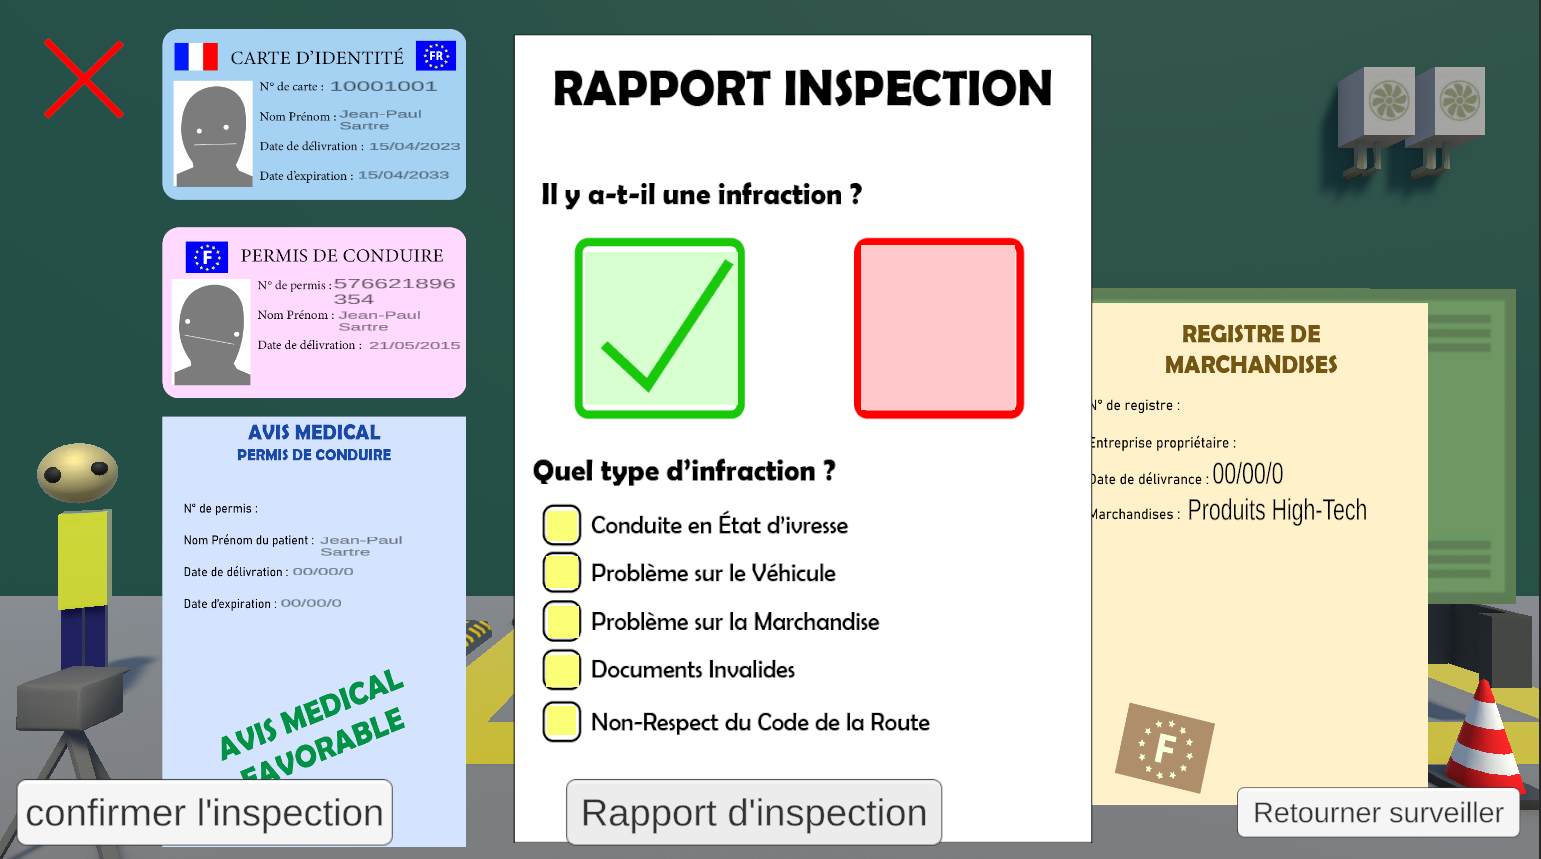 CARTE D'IDENTITÉ
FR
N° de carte : 10001001
Nom Prénom : Jean-Paul
Sartre
Date de délivration : 15/04/2023
Date d'expiration : 15/04/2033
F
PERMIS DE CONDUIRE
N° de permis : 576621896
354
Nom Prénom : Jean-Paul
Sartre
Date de délivration : 21/05/2015
AVIS MEDICAL
PERMIS DE CONDUIRE
N° de permis :
Nom Prénom du patient : Jean-Paul
Sartre
Date de délivration : 00/00/0
Date d'expiration : 00/00/0
AVIS MEDICAL
FAVORABLE
confirmer l'inspection
RAPPORT INSPECTION
Il y a-t-il une infraction ?
Quel type d'infraction ?
Conduite en État d'ivresse
Problème sur le Véhicule
Problème sur la Marchandise
Documents Invalides
Non-Respect du Code de la Route
Rapport d'inspection
REGISTRE DE
MARCHANDISES
N° de registre :
Entreprise propriétaire :
Date de délivrance : 00/00/0
Marchandises : Produits High-Tech
F
Retourner surveiller